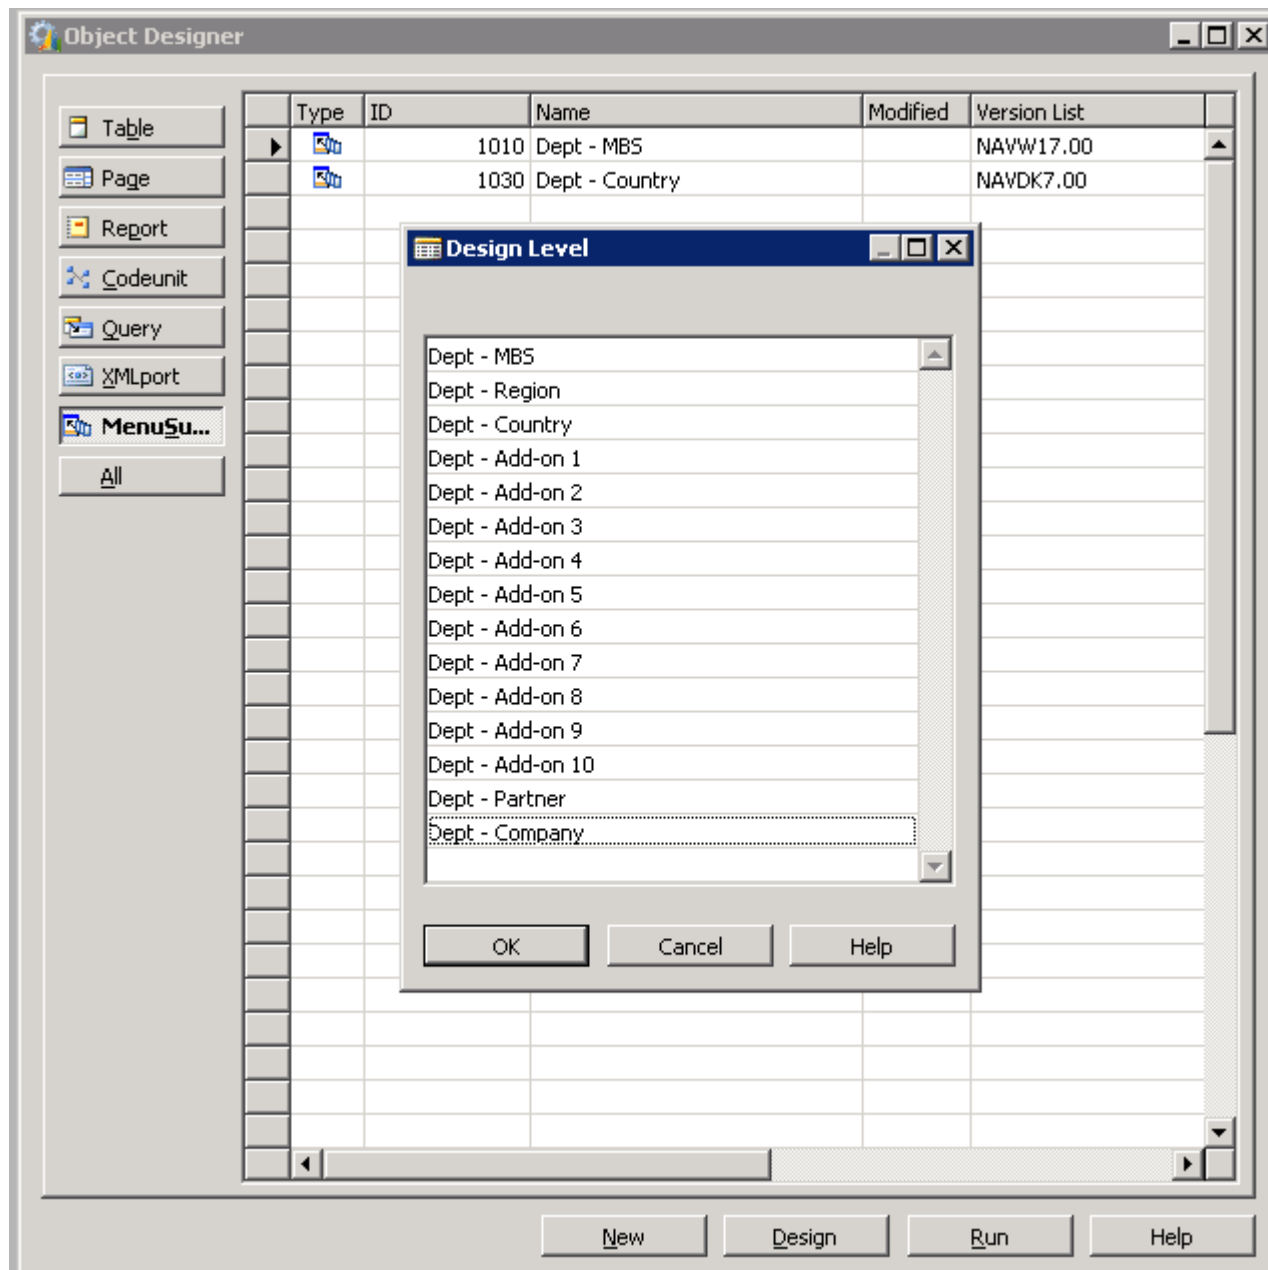 Object Designer
Table
Page
Report
Codeunit
Query
XMLport
MenuSu...
All
Type ID Name Modified Version List
1010 Dept - MBS NAVW17.00
1030 Dept - Country NAVDK7.00
Design Level
Dept - MBS
Dept - Region
Dept - Country
Dept - Add-on 1
Dept - Add-on 2
Dept - Add-on 3
Dept - Add-on 4
Dept - Add-on 5
Dept - Add-on 6
Dept - Add-on 7
Dept - Add-on 8
Dept - Add-on 9
Dept - Add-on 10
Dept - Partner
Dept - Company
OK Cancel Help
New Design Run Help